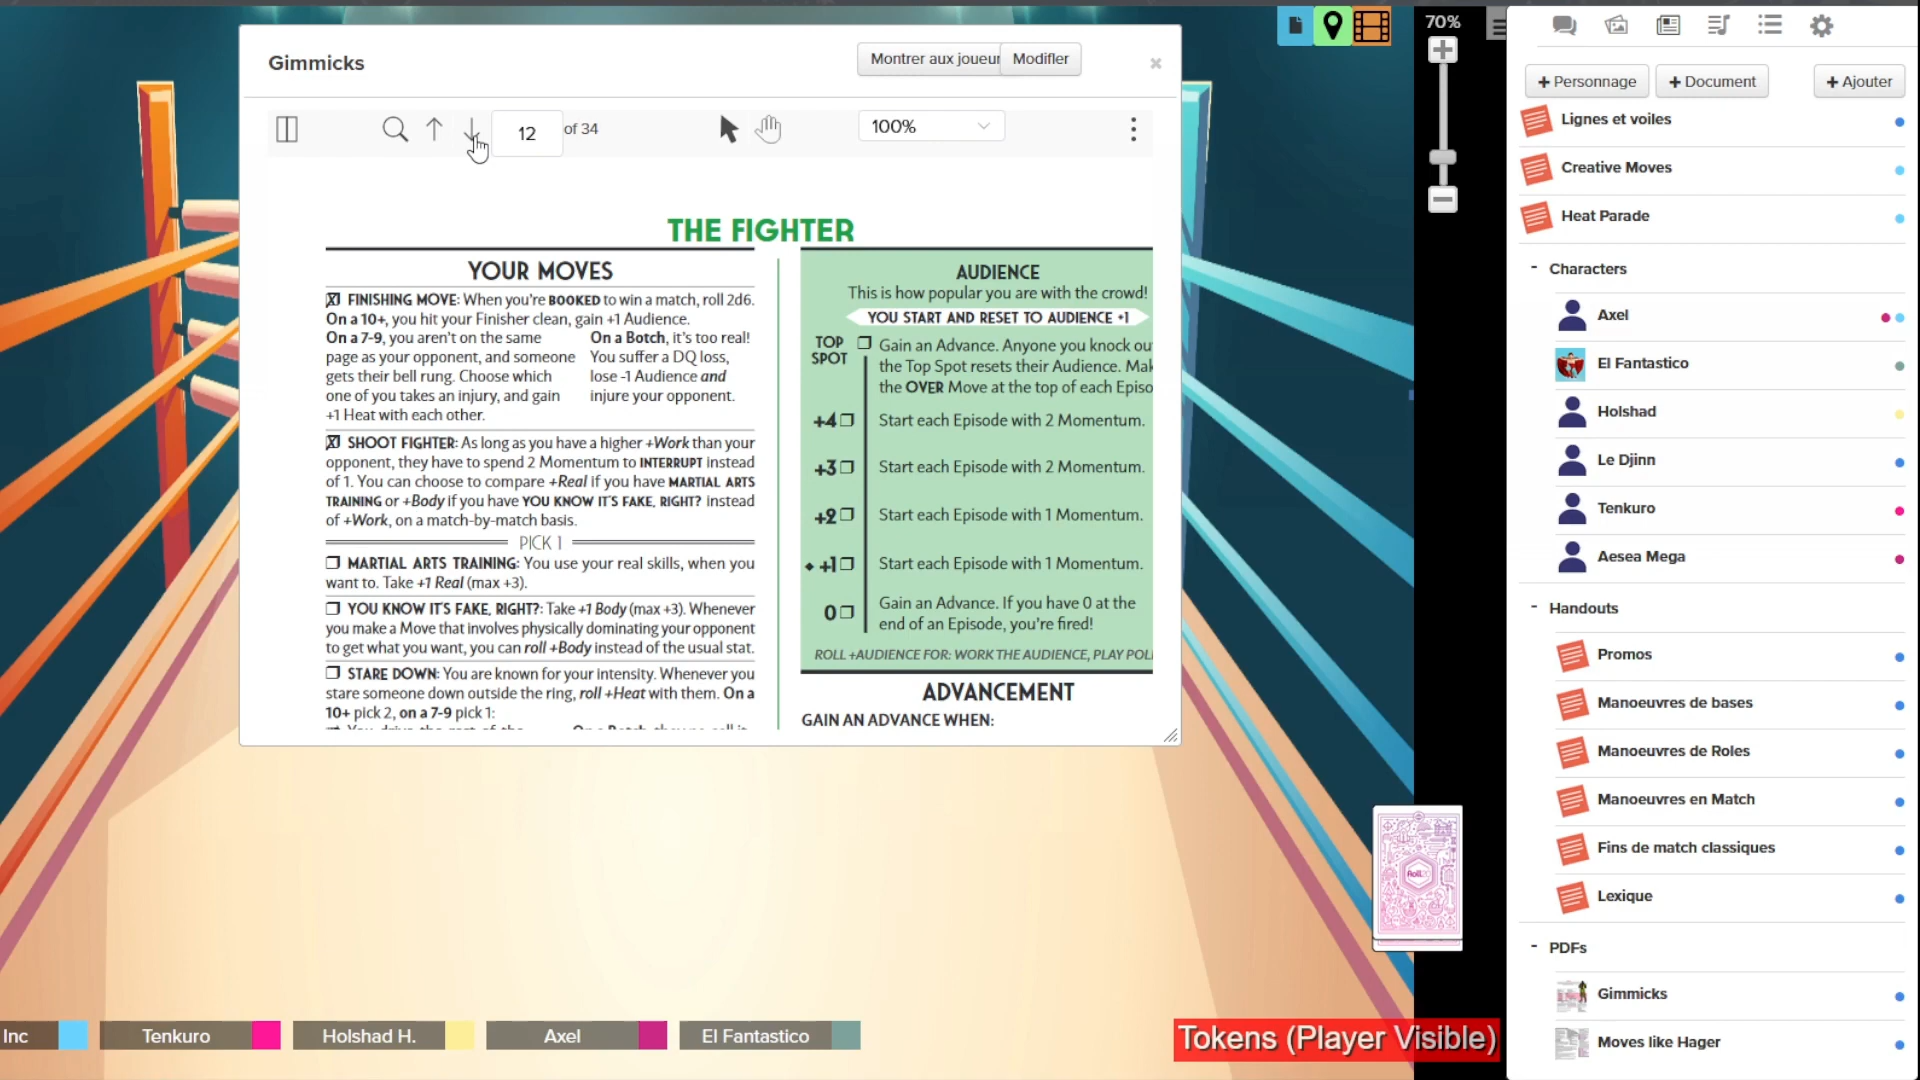 Gimmicks
Montrer aux joueur
Modifier
×
12
of 34
100%
THE FIGHTER
YOUR MOVES
FINISHING MOVE: When you're BOOKED to win a match, roll 2d6.
On a 10+, you hit your Finisher clean, gain +1 Audience.
On a 7-9, you aren't on the same
page as your opponent, and someone
gets their bell rung. Choose which
one of you takes an injury, and gain
+1 Heat with each other.
On a Botch, it's too real!
You suffer a DQ loss,
lose -1 Audience and
injure your opponent.
SHOOT FIGHTER: As long as you have a higher +Work than your
opponent, they have to spend 2 Momentum to INTERRUPT instead
of 1. You can choose to compare +Real if you have MARTIAL ARTS
TRAINING or +Body if you have YOU KNOW IT'S FAKE, RIGHT? instead
of +Work, on a match-by-match basis.
PICK 1
MARTIAL ARTS TRAINING: You use your real skills, when you
want to. Take +1 Real (max +3).
YOU KNOW IT'S FAKE, RIGHT?: Take +1 Body (max +3). Whenever
you make a Move that involves physically dominating your opponent
to get what you want, you can roll +Body instead of the usual stat.
STARE DOWN: You are known for your intensity. Whenever you
stare someone down outside the ring, roll +Heat with them. On a
10+ pick 2, on a 7-9 pick 1:
AUDIENCE
This is how popular you are with the crowd!
YOU START AND RESET TO AUDIENCE +1
TOP
SPOT
Gain an Advance. Anyone you knock ou
the Top Spot resets their Audience. Mak
the OVER Move at the top of each Episo
+4 Start each Episode with 2 Momentum.
+3 Start each Episode with 2 Momentum.
+2 Start each Episode with 1 Momentum.
+1 Start each Episode with 1 Momentum.
0 Gain an Advance. If you have 0 at the
end of an Episode, you're fired!
ROLL +AUDIENCE FOR: WORK THE AUDIENCE, PLAY POL
ADVANCEMENT
GAIN AN ADVANCE WHEN:
70%
+ Personnage
+ Document
+ Ajouter
Lignes et voiles
Creative Moves
Heat Parade
- Characters
Axel
El Fantastico
Holshad
Le Djinn
Tenkuro
Aesea Mega
- Handouts
Promos
Manoeuvres de bases
Manoeuvres de Roles
Manoeuvres en Match
Fins de match classiques
Lexique
- PDFs
Gimmicks
Moves like Hager
Inc
Tenkuro
Holshad H.
Axel
El Fantastico
Tokens (Player Visible)